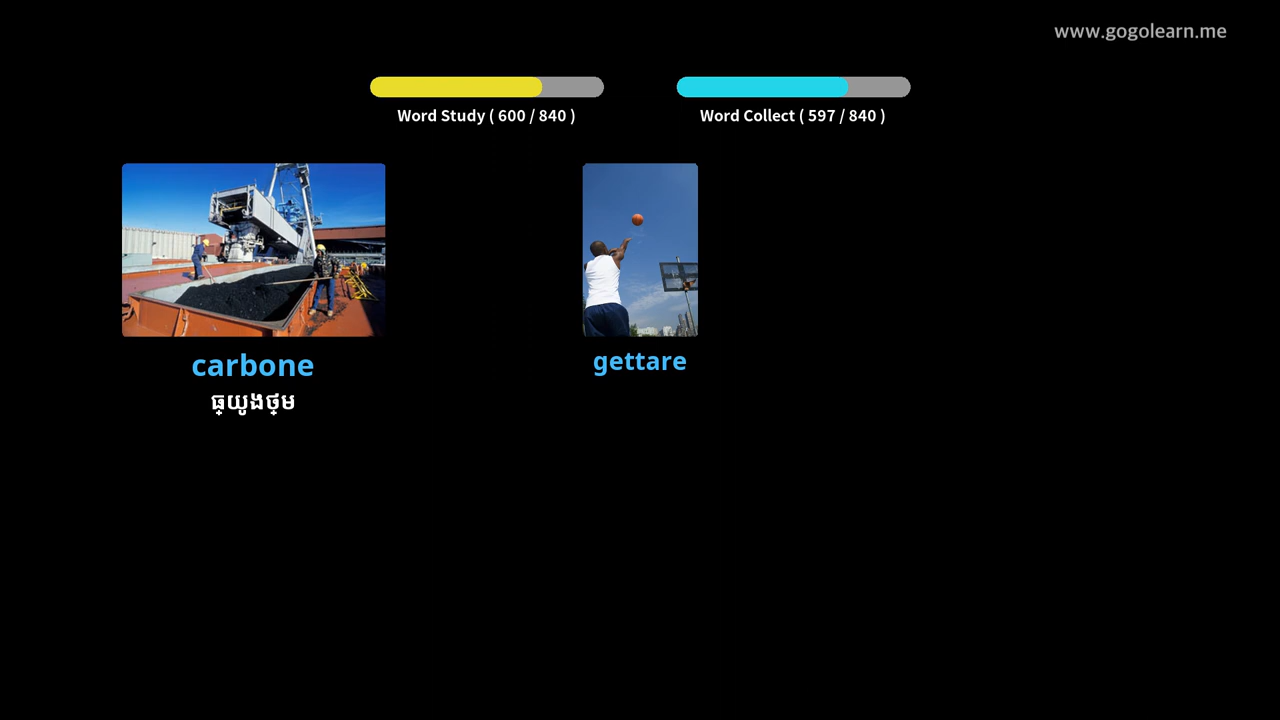 www.gogolearn.me
Word Study ( 600 / 840 )
Word Collect ( 597 / 840 )
carbone
ធ្យូងថ្ម
gettare